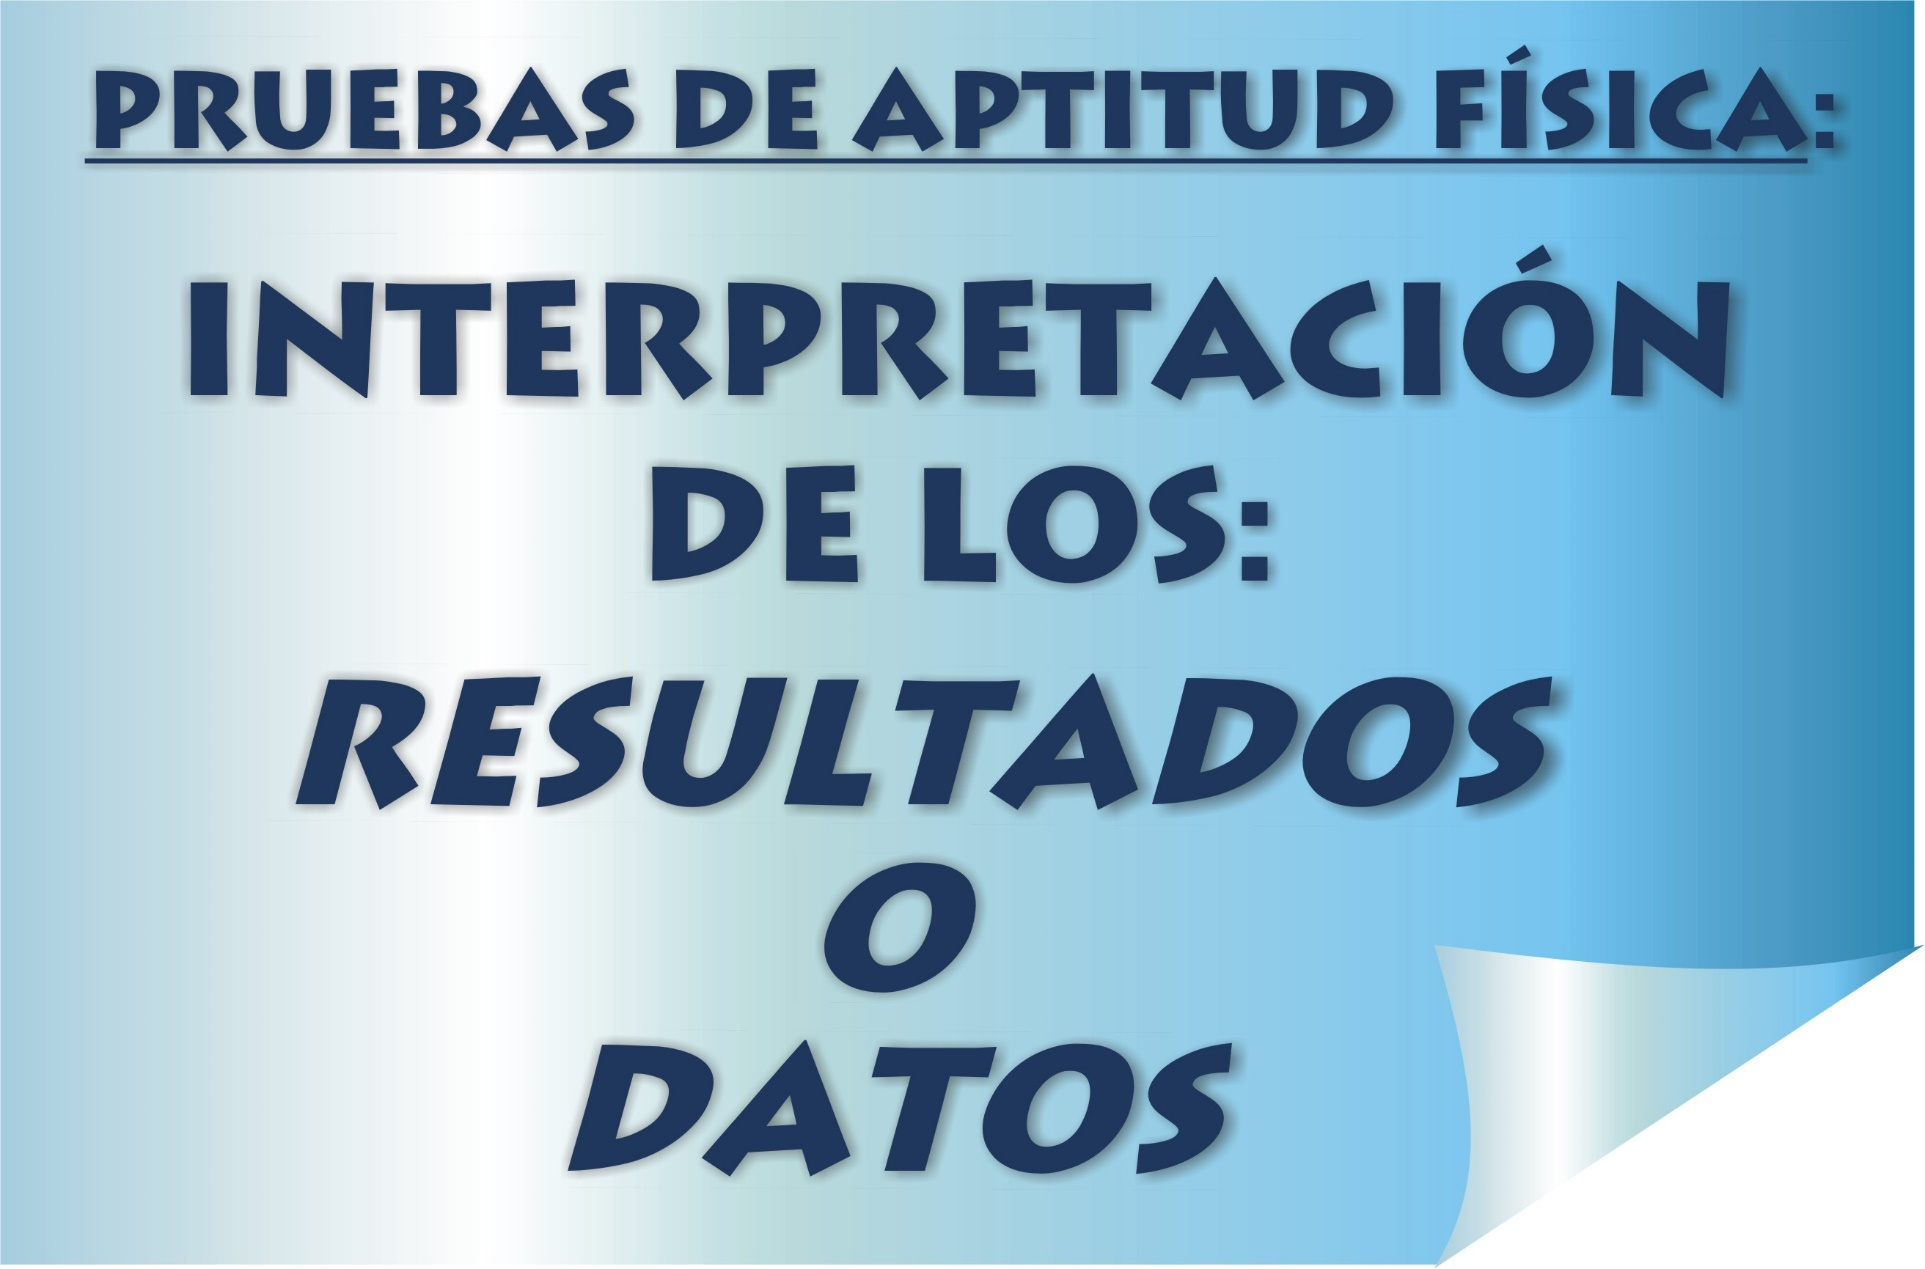 PRUEBAS DE APTITUD FÍSICA:
INTERPRETACIÓN
DE LOS:
RESULTADOS
O
DATOS